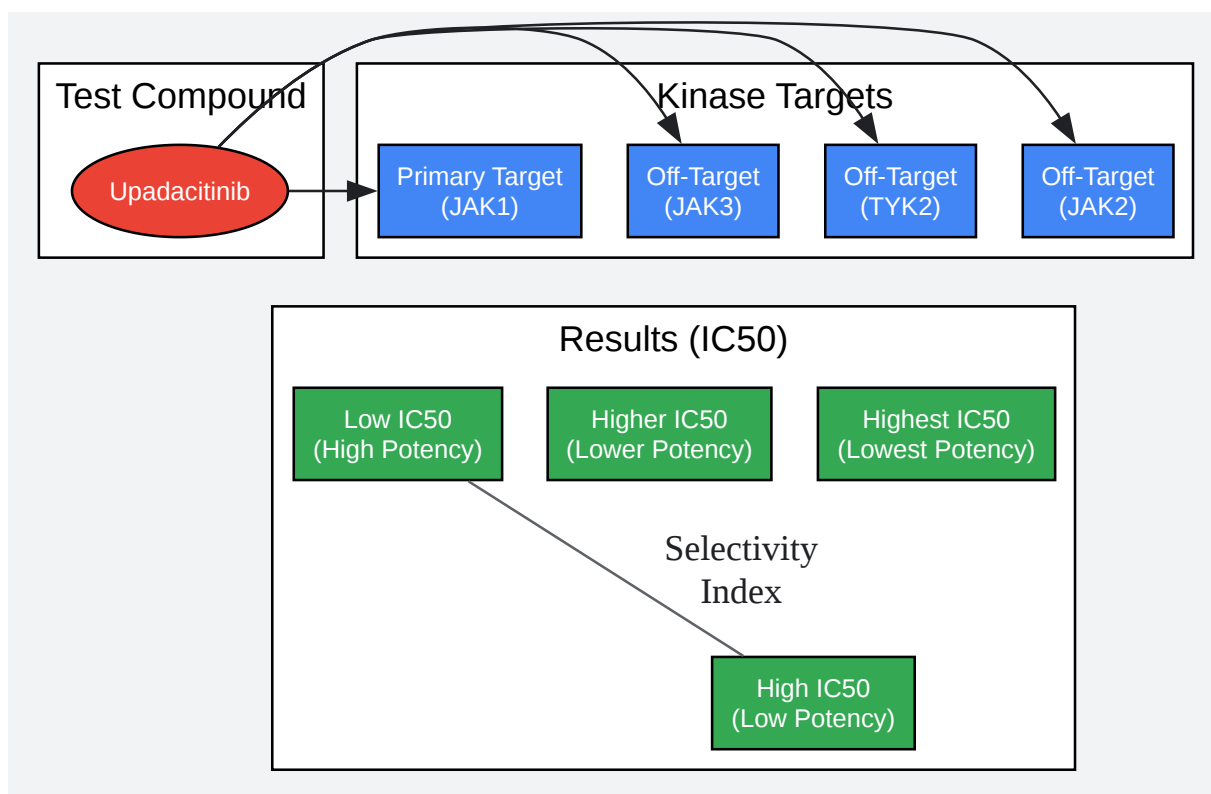 Test Compound
Kinase Targets
Upadacitinib
Primary Target
(JAK1)
Off-Target
(JAK3)
Off-Target
(TYK2)
Off-Target
(JAK2)
Results (IC50)
Low IC50
(High Potency)
Higher IC50
(Lower Potency)
Highest IC50
(Lowest Potency)
Selectivity
Index
High IC50
(Low Potency)